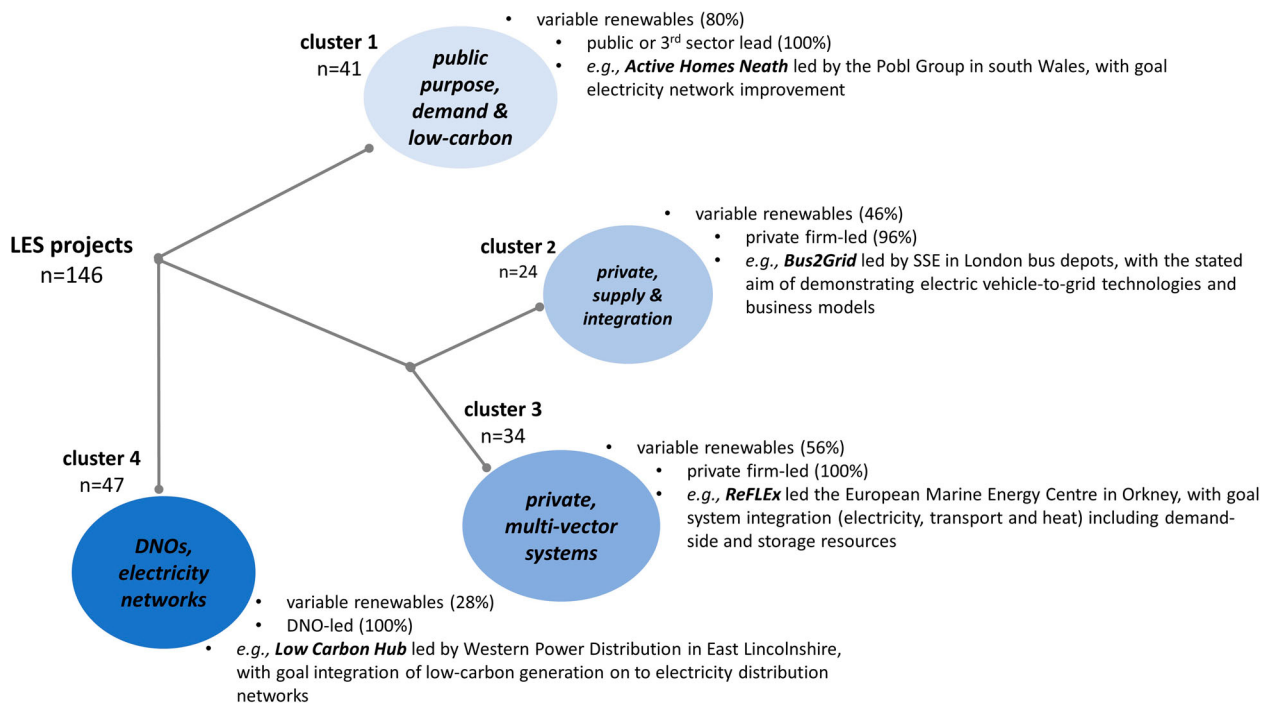 cluster 1
n=41
public
purpose,
demand &
low-carbon
• variable renewables (80%)
• public or 3rd sector lead (100%)
• e.g., Active Homes Neath led by the Pobl Group in south Wales, with goal
electricity network improvement
LES projects
n=146
cluster 2
n=24
private,
supply &
integration
• variable renewables (46%)
• private firm-led (96%)
• e.g., Bus2Grid led by SSE in London bus depots, with the stated
aim of demonstrating electric vehicle-to-grid technologies and
business models
cluster 3
n=34
private,
multi-vector
systems
• variable renewables (56%)
• private firm-led (100%)
• e.g., ReFLEx led the European Marine Energy Centre in Orkney, with goal
system integration (electricity, transport and heat) including demand-
side and storage resources
cluster 4
n=47
DNOs,
electricity
networks
• variable renewables (28%)
• DNO-led (100%)
• e.g., Low Carbon Hub led by Western Power Distribution in East Lincolnshire,
with goal integration of low-carbon generation on to electricity distribution
networks